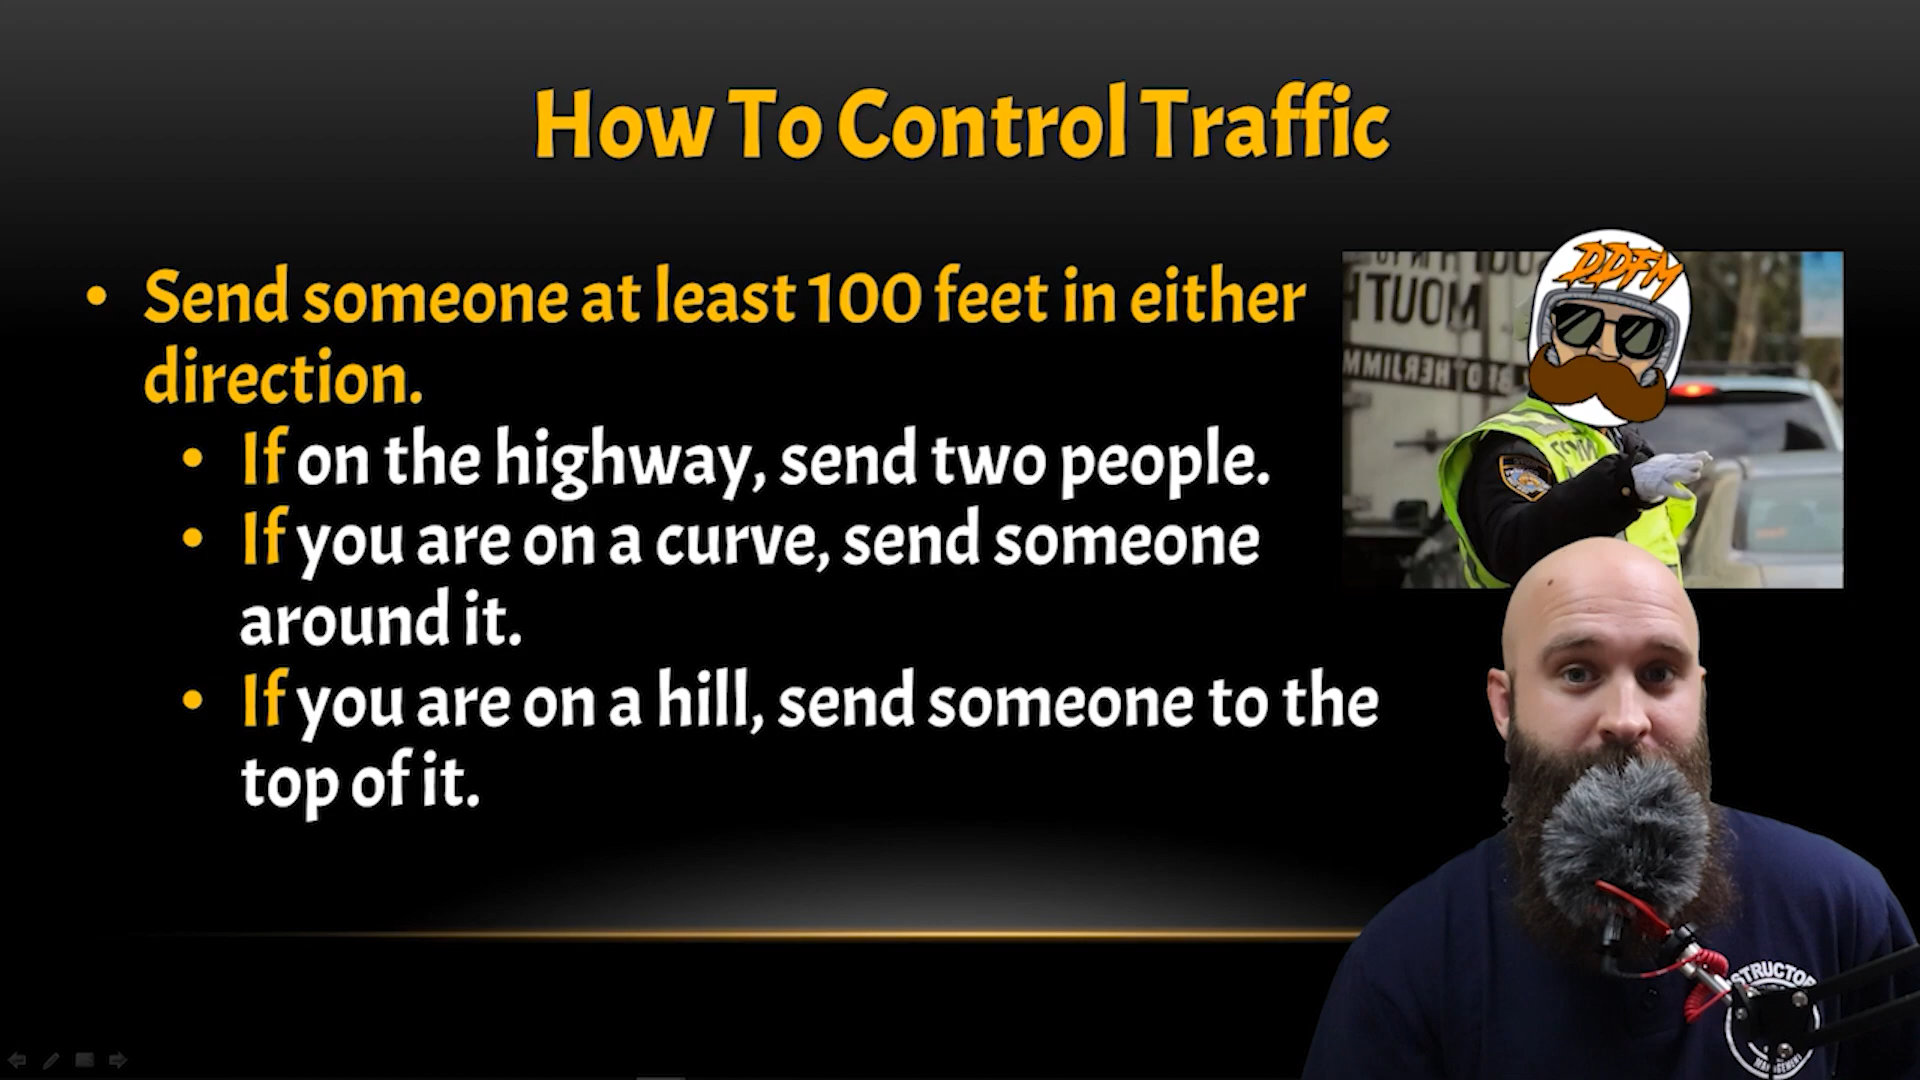 How To Control Traffic
• Send someone at least 100 feet in either
direction.
• If on the highway, send two people.
• If you are on a curve, send someone
around it.
• If you are on a hill, send someone to the
top of it.
DDFM
MOUTH